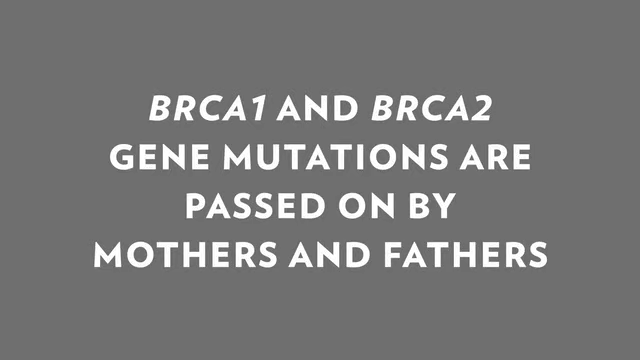 BRCA1 AND BRCA2
GENE MUTATIONS ARE
PASSED ON BY
MOTHERS AND FATHERS